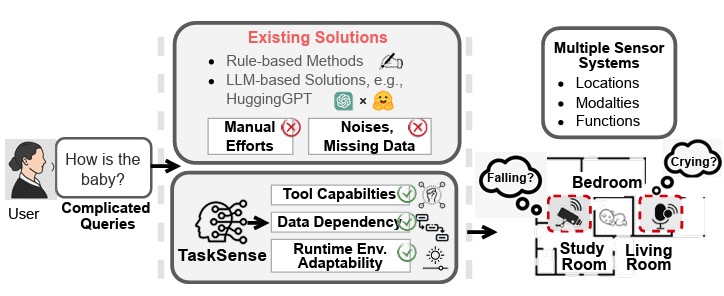 Existing Solutions
• Rule-based Methods
• LLM-based Solutions, e.g.,
HuggingGPT
×
Manual
Efforts
Noises,
Missing Data
How is the
baby?
User
Complicated
Queries
TaskSense
Tool Capabilties
Data Dependency
Runtime Env.
Adaptability
Multiple Sensor
Systems
• Locations
• Modalties
• Functions
Falling?
Crying?
Bedroom
Study
Room
Living
Room